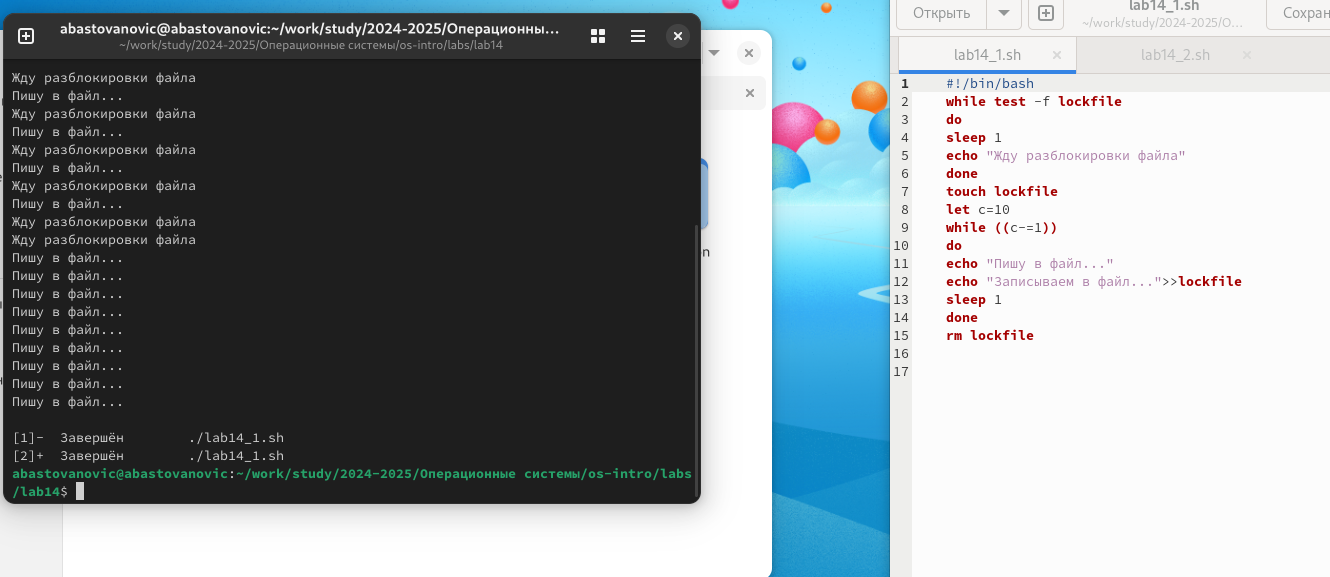 abastovanovic@abastovanovic:~/work/study/2024-2025/Операционны...
~/work/study/2024-2025/Операционные системы/os-intro/labs/lab14
Жду разблокировки файла
Пишу в файл...
Жду разблокировки файла
Пишу в файл...
Жду разблокировки файла
Пишу в файл...
Жду разблокировки файла
Пишу в файл...
Жду разблокировки файла
Жду разблокировки файла
Пишу в файл...
Пишу в файл...
Пишу в файл...
Пишу в файл...
Пишу в файл...
Пишу в файл...
Пишу в файл...
Пишу в файл...
Пишу в файл...
[1]-  Завершён        ./lab14_1.sh
[2]+  Завершён        ./lab14_1.sh
abastovanovic@abastovanovic:~/work/study/2024-2025/Операционные системы/os-intro/labs
/lab14$
Открыть
lab14_1.sh
~/work/study/2024-2025/О...
Сохран
lab14_1.sh
lab14_2.sh
1 #!/bin/bash
2 while test -f lockfile
3 do
4 sleep 1
5 echo "Жду разблокировки файла"
6 done
7 touch lockfile
8 let c=10
9 while ((c-=1))
10 do
11 echo "Пишу в файл..."
12 echo "Записываем в файл...">>lockfile
13 sleep 1
14 done
15 rm lockfile
16
17